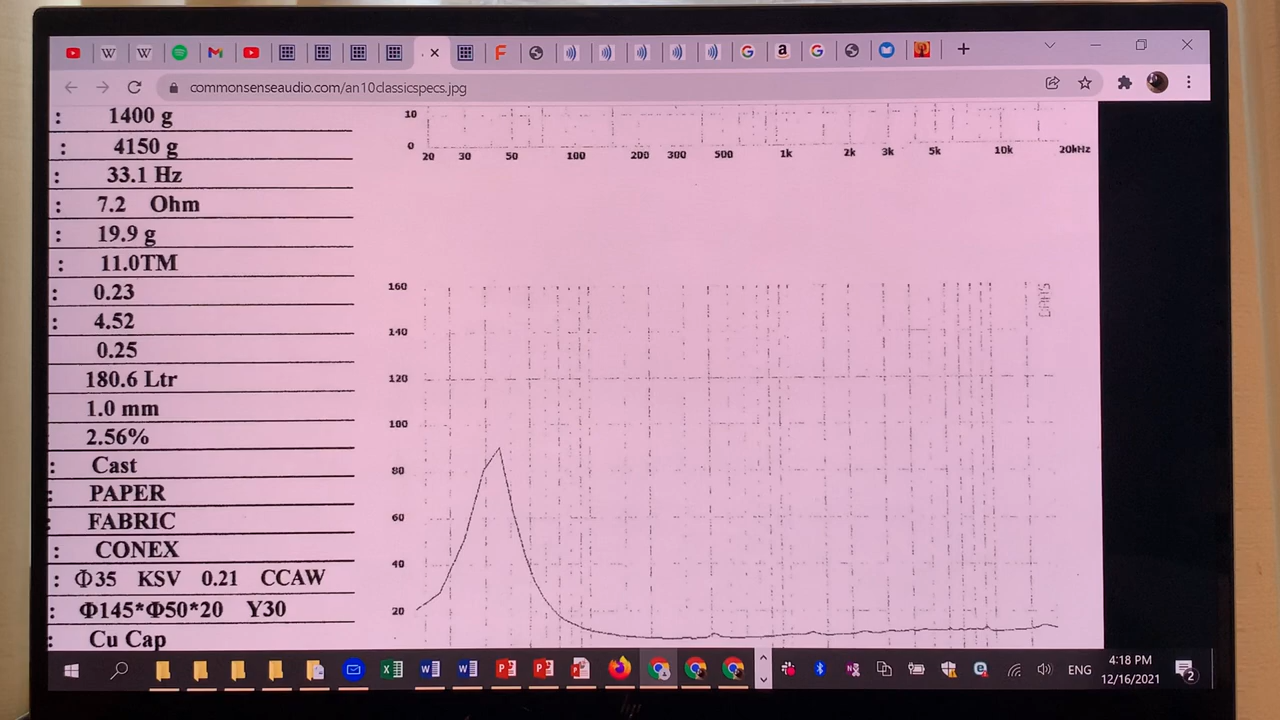 commonsenseaudio.com/an10classicspecs.jpg
: 1400 g
: 4150 g
: 33.1 Hz
: 7.2 Ohm
: 19.9 g
: 11.0TM
: 0.23
: 4.52
0.25
180.6 Ltr
1.0 mm
2.56%
: Cast
: PAPER
: FABRIC
: CONEX
: Φ35 KSV 0.21 CCAW
: Φ145*Φ50*20 Y30
: Cu Cap
10
0
20 30 50 100 200 300 500 1k 2k 3k 5k 10k 20kHz
160
140
120
100
80
60
40
20
ENG
4:18 PM
12/16/2021
2
hp